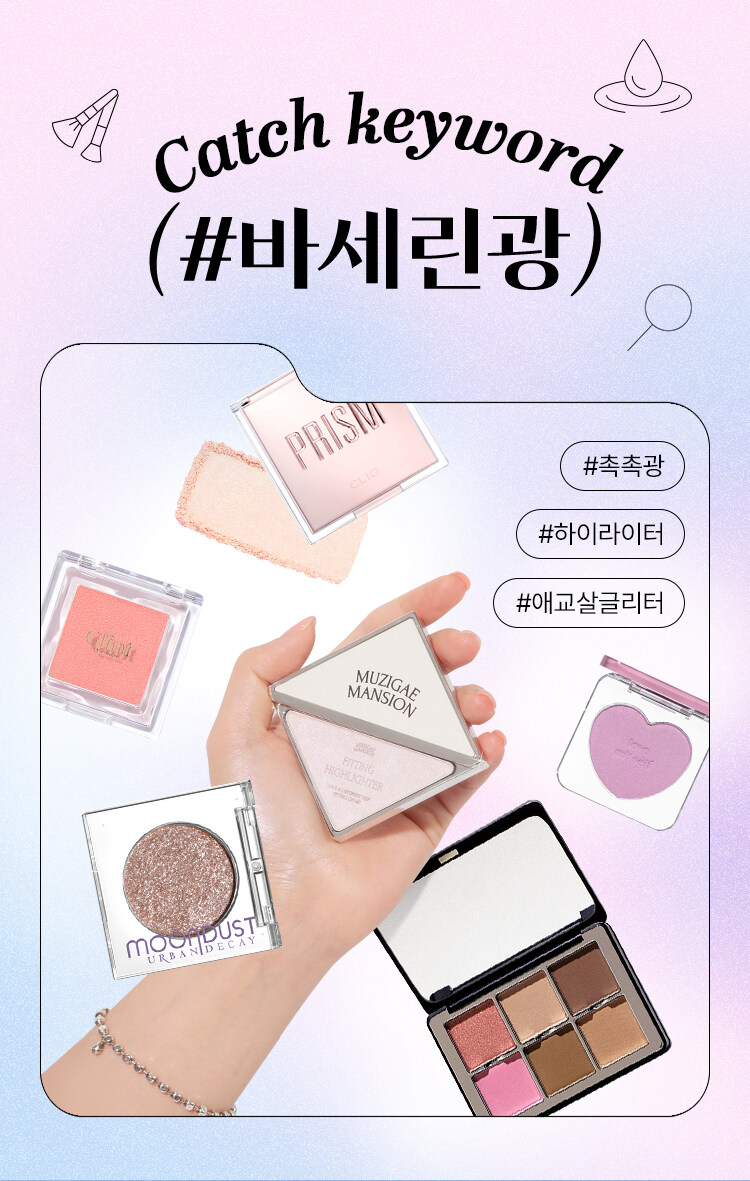 Catch keyword
(#바세린광)
PRISM
CLIO
#촉촉광
#하이라이터
#애교살글리터
MUZIGAE
MANSION
FITTING
HIGHLIGHTER
MOONDUST
URBAN DECAY